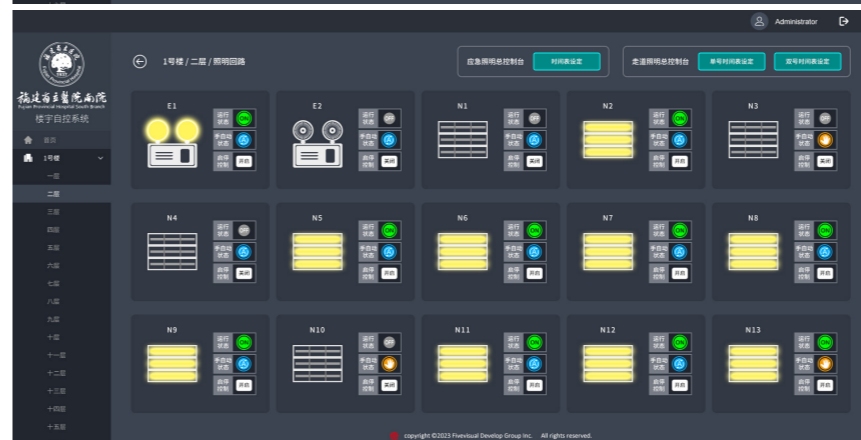 Administrator
福建省立醫院南院
Fujian Provincial Hospital South Branch
楼宇自控系统
首页
1号楼
一层
二层
三层
四层
五层
六层
七层
八层
九层
十层
十一层
十二层
十三层
十四层
十五层
1号楼 / 二层 / 照明回路
应急照明总控制台 时间表设定
走道照明总控制台 单号时间表设定 双号时间表设定
E1
运行状态 ON
手自动状态 A
启停控制 开启
E2
运行状态 OFF
手自动状态 A
启停控制 关闭
N1
运行状态 OFF
手自动状态 A
启停控制 关闭
N2
运行状态 ON
手自动状态 A
启停控制 开启
N3
运行状态 OFF
手自动状态
启停控制 关闭
N4
运行状态 OFF
手自动状态 A
启停控制 关闭
N5
运行状态 ON
手自动状态 A
启停控制 开启
N6
运行状态 ON
手自动状态 A
启停控制 开启
N7
运行状态 ON
手自动状态 A
启停控制 开启
N8
运行状态 ON
手自动状态 A
启停控制 开启
N9
运行状态 ON
手自动状态 A
启停控制 开启
N10
运行状态 OFF
手自动状态
启停控制 关闭
N11
运行状态 ON
手自动状态 A
启停控制 开启
N12
运行状态 ON
手自动状态 A
启停控制 开启
N13
运行状态 ON
手自动状态
启停控制 开启
copyright ©2023 Fivevisual Develop Group Inc. All rights reserved.